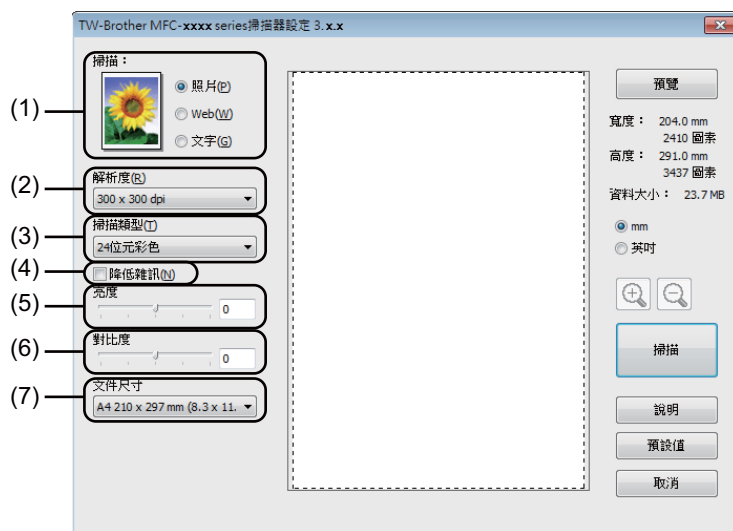 TW-Brother MFC-xxxx series掃描器設定 3.x.x
(1)
掃描：
照片(P)
Web(W)
文字(G)
(2)
解析度(R)
300 x 300 dpi
(3)
掃描類型(T)
24位元彩色
(4)
降低雜訊(N)
(5)
亮度
0
(6)
對比度
0
(7)
文件尺寸
A4 210 x 297 mm (8.3 x 11.
預覽
寬度： 204.0 mm
2410 圖素
高度： 291.0 mm
3437 圖素
資料大小： 23.7 MB
mm
英吋
掃描
說明
預設值
取消